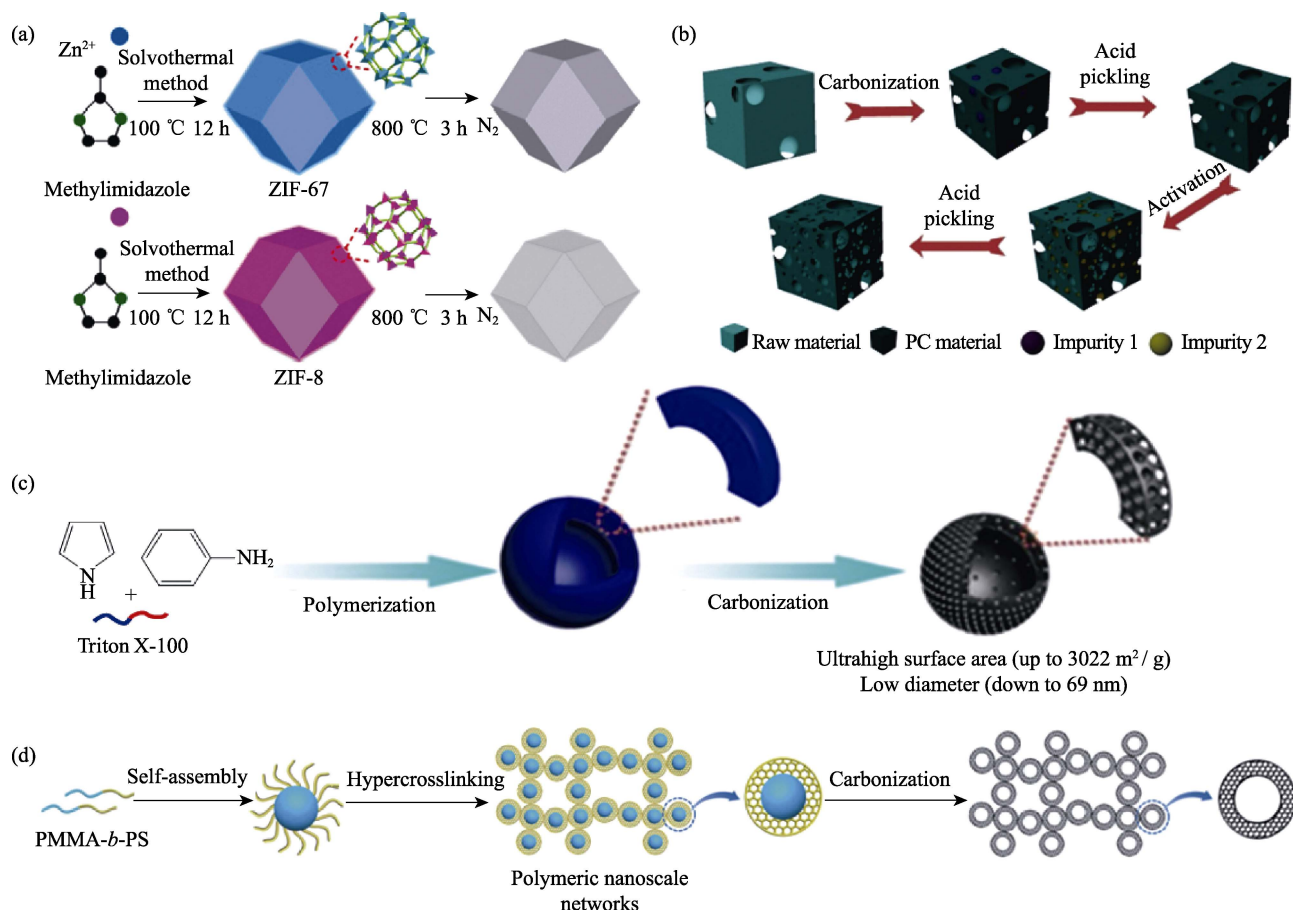 (a)
Zn2+
Solvothermal
method
100 ℃ 12 h
800 ℃ 3 h N2
Methylimidazole
ZIF-67
Solvothermal
method
100 ℃ 12 h
800 ℃ 3 h N2
Methylimidazole
ZIF-8
(b)
Carbonization
Acid
pickling
Activation
Acid
pickling
Raw material
PC material
Impurity 1
Impurity 2
(c)
N
H
NH2
+
Triton X-100
Polymerization
Carbonization
Ultrahigh surface area (up to 3022 m2 / g)
Low diameter (down to 69 nm)
(d)
PMMA-b-PS
Self-assembly
Hypercrosslinking
Polymeric nanoscale
networks
Carbonization